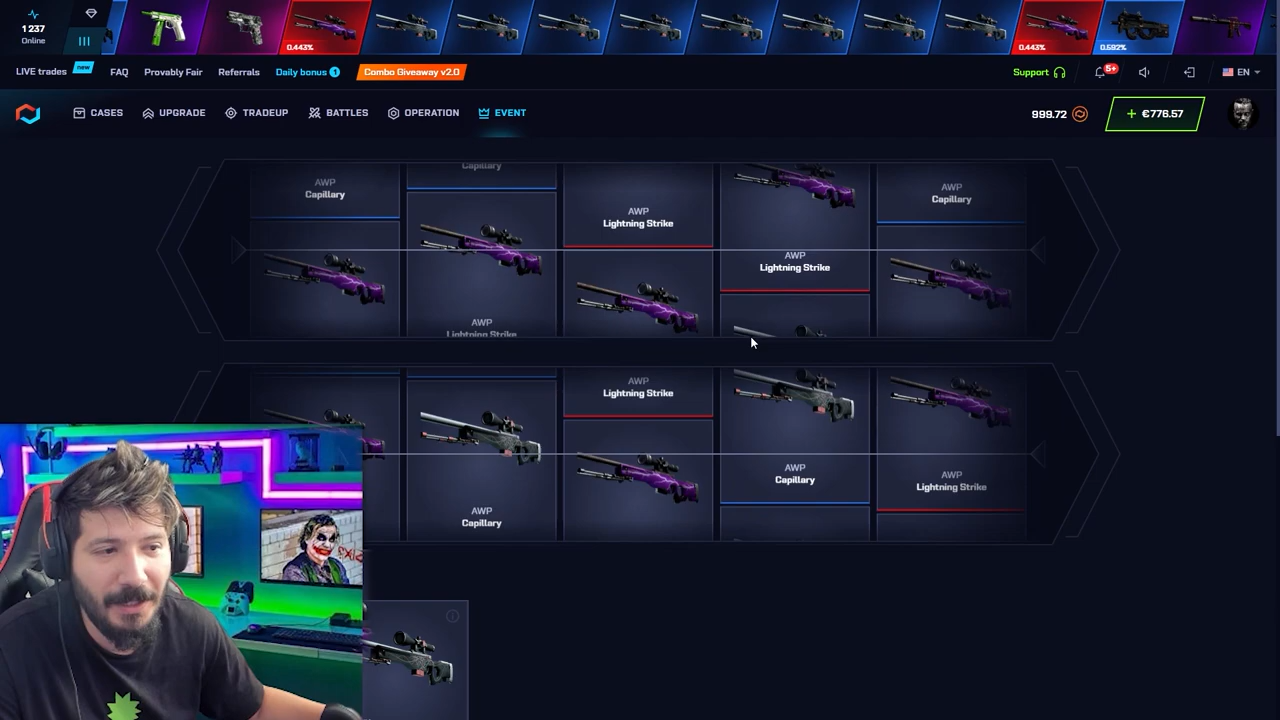 1 237
Online
0.443%
0.443%
0.592%
LIVE trades
new
FAQ
Provably Fair
Referrals
Daily bonus 1
Combo Giveaway v2.0
Support
5+
EN
CASES
UPGRADE
TRADEUP
BATTLES
OPERATION
EVENT
999.72
+ €776.57
Capillary
AWP
Capillary
AWP
Capillary
AWP
Lightning Strike
AWP
Lightning Strike
AWP
Lightning Strike
AWP
Lightning Strike
AWP
Capillary
AWP
Lightning Strike
AWP
Capillary